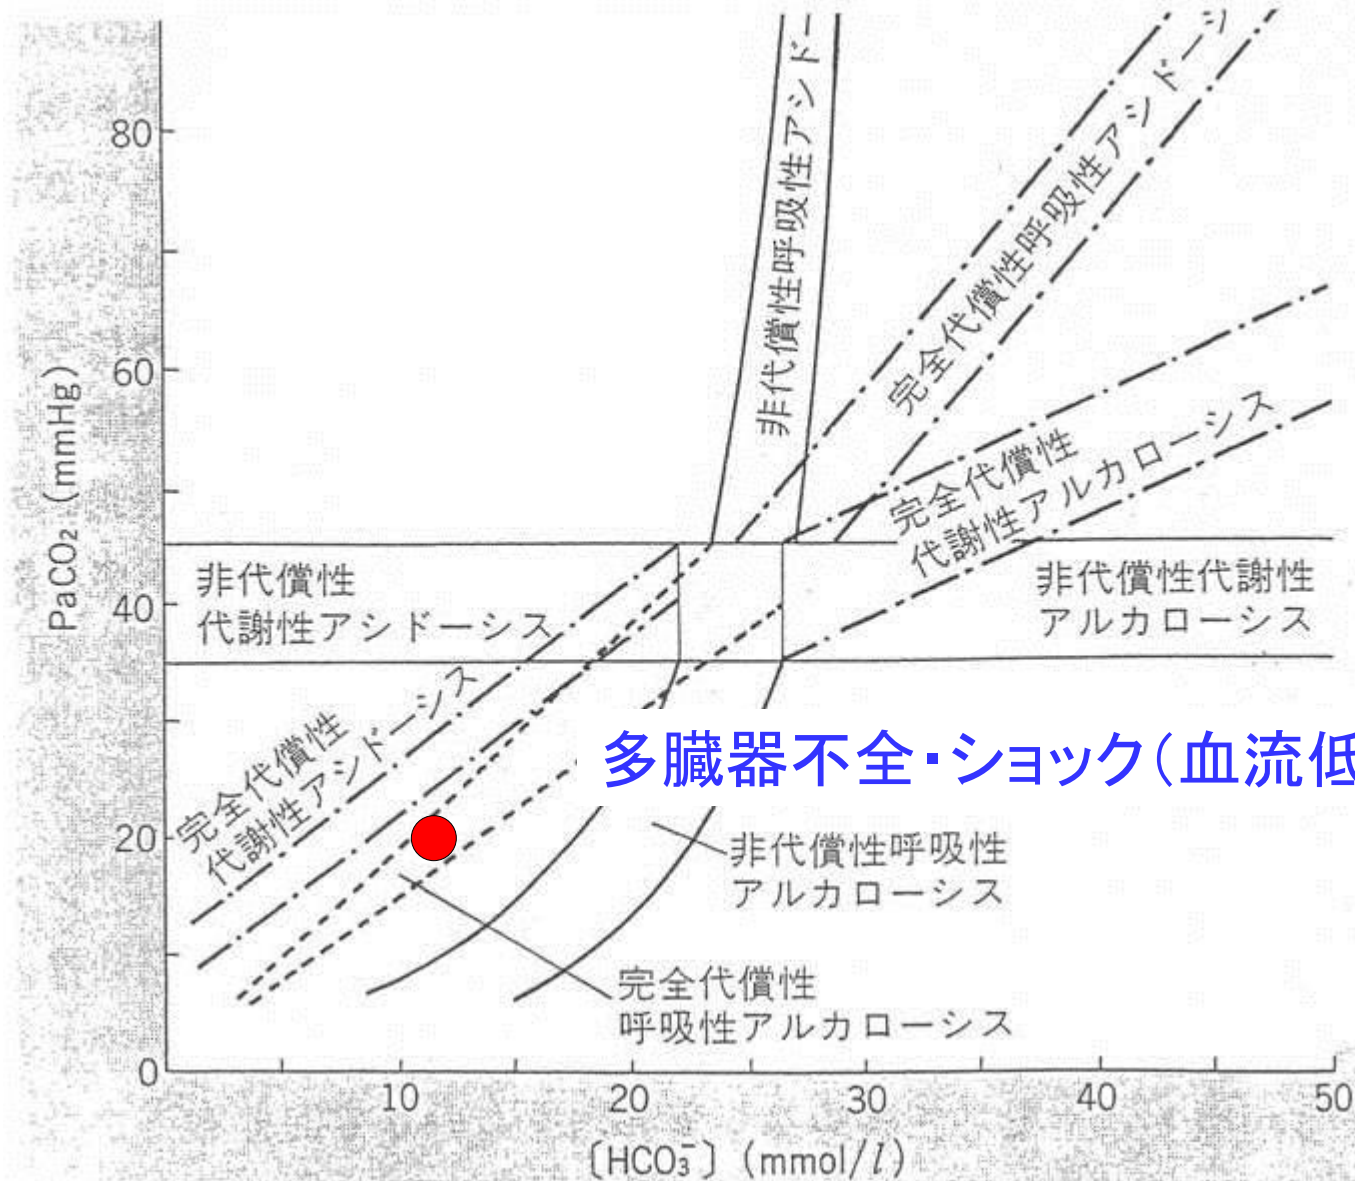 非代償性呼吸性アシドー
完全代償性呼吸性アシドーシ
80
60
40
20
0
PaCO₂ (mmHg)
完全代償性
代謝性アルカローシス
非代償性
代謝性アシドーシス
非代償性代謝性
アルカローシス
完全代償性
代謝性アシドーシス
多臓器不全・ショック(血流低
非代償性呼吸性
アルカローシス
完全代償性
呼吸性アルカローシス
10
20
30
40
50
〔HCO₃⁻〕 (mmol/l)